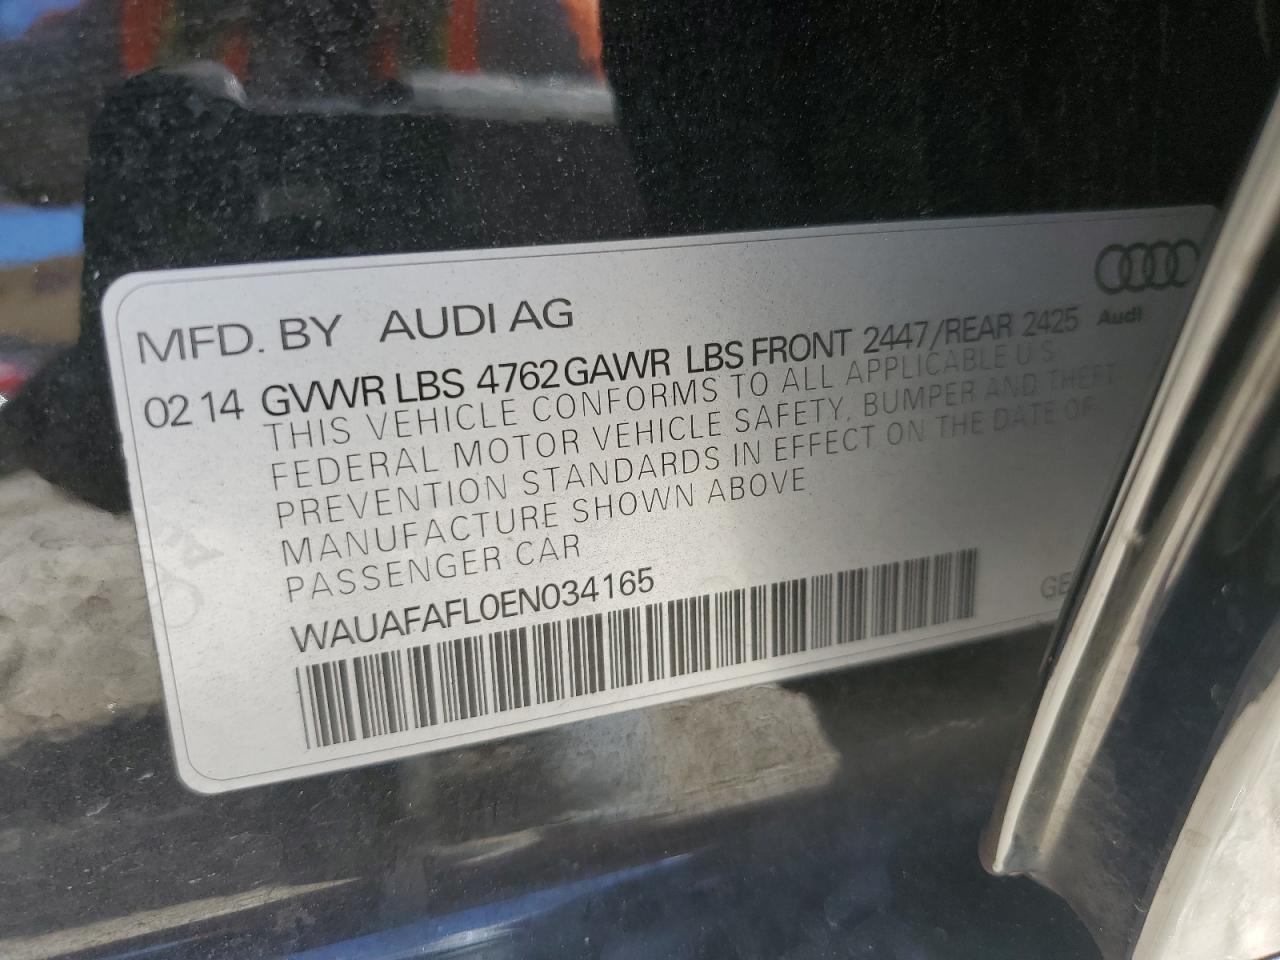 MFD. BY AUDI AG
Audi
02 14 GVWR LBS 4762 GAWR LBS FRONT 2447/REAR 2425
THIS VEHICLE CONFORMS TO ALL APPLICABLE U S
FEDERAL MOTOR VEHICLE SAFETY, BUMPER AND THEFT
PREVENTION STANDARDS IN EFFECT ON THE DATE OF
MANUFACTURE SHOWN ABOVE
PASSENGER CAR
WAUAFAFL0EN034165
GE